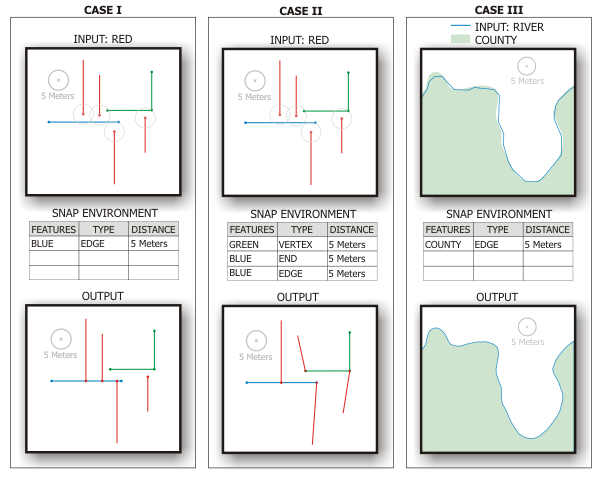 CASE I
INPUT: RED
5 Meters
SNAP ENVIRONMENT
FEATURES TYPE DISTANCE
BLUE EDGE 5 Meters
OUTPUT
5 Meters
CASE II
INPUT: RED
5 Meters
SNAP ENVIRONMENT
FEATURES TYPE DISTANCE
GREEN VERTEX 5 Meters
BLUE END 5 Meters
BLUE EDGE 5 Meters
OUTPUT
5 Meters
CASE III
INPUT: RIVER
COUNTY
5 Meters
SNAP ENVIRONMENT
FEATURES TYPE DISTANCE
COUNTY EDGE 5 Meters
OUTPUT
5 Meters